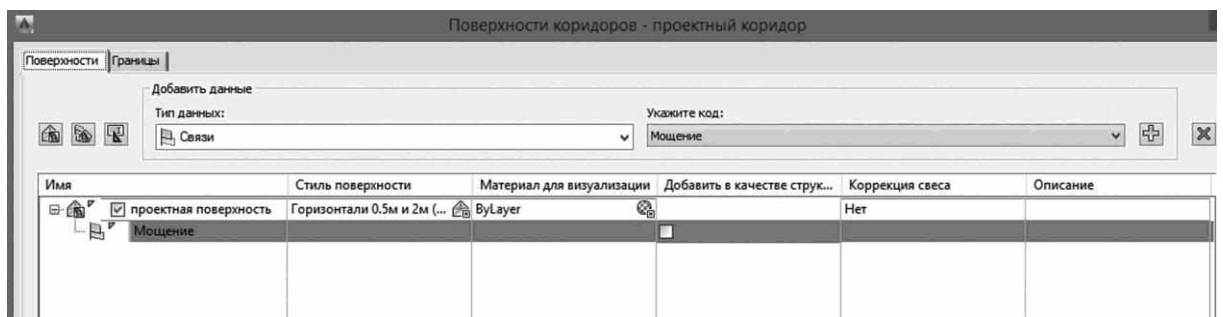 Поверхности коридоров - проектный коридор
Поверхности Границы
Добавить данные
Тип данных: Укажите код:
Связи Мощение
Имя Стиль поверхности Материал для визуализации Добавить в качестве струк... Коррекция свеса Описание
проектная поверхность Горизонтали 0.5м и 2м (... ByLayer Нет
Мощение